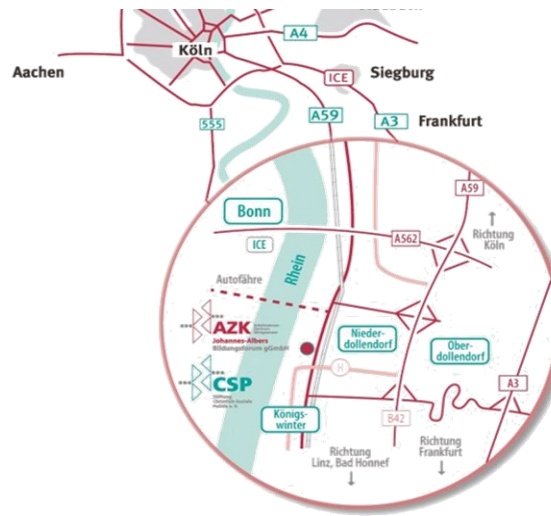 A4
Köln
Aachen
ICE
Siegburg
555
A59
A3
Frankfurt
A59
Bonn
Richtung
Köln
A562
ICE
Rhein
Autofähre
AZK
Johannes-Albers
Bildungsforum gGmbH
Nieder-
dollendorf
Ober-
dollendorf
H
CSP
A3
Königs-
winter
B42
Richtung
Linz, Bad Honnef
Richtung
Frankfurt